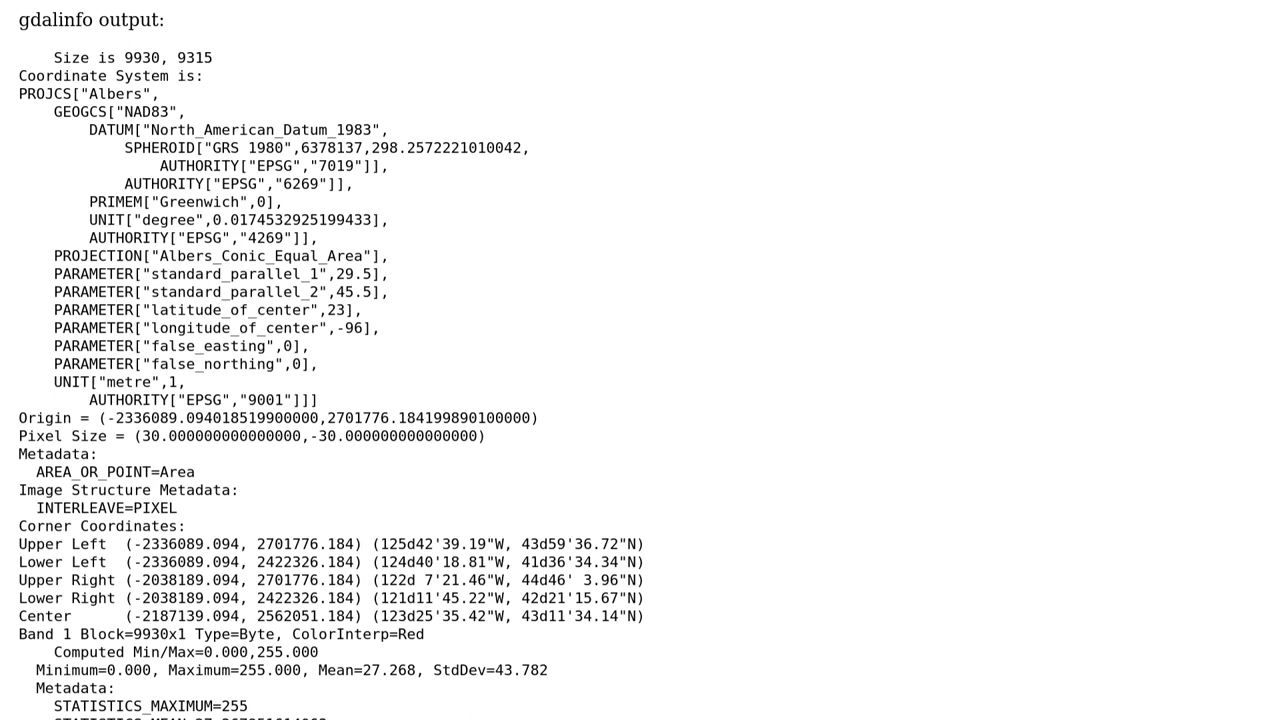 gdalinfo output:
    Size is 9930, 9315
Coordinate System is:
PROJCS["Albers",
    GEOGCS["NAD83",
        DATUM["North_American_Datum_1983",
            SPHEROID["GRS 1980",6378137,298.2572221010042,
                AUTHORITY["EPSG","7019"]],
            AUTHORITY["EPSG","6269"]],
        PRIMEM["Greenwich",0],
        UNIT["degree",0.0174532925199433],
        AUTHORITY["EPSG","4269"]],
    PROJECTION["Albers_Conic_Equal_Area"],
    PARAMETER["standard_parallel_1",29.5],
    PARAMETER["standard_parallel_2",45.5],
    PARAMETER["latitude_of_center",23],
    PARAMETER["longitude_of_center",-96],
    PARAMETER["false_easting",0],
    PARAMETER["false_northing",0],
    UNIT["metre",1,
        AUTHORITY["EPSG","9001"]]]
Origin = (-2336089.094018519900000,2701776.184199890100000)
Pixel Size = (30.000000000000000,-30.000000000000000)
Metadata:
  AREA_OR_POINT=Area
Image Structure Metadata:
  INTERLEAVE=PIXEL
Corner Coordinates:
Upper Left  (-2336089.094, 2701776.184) (125d42'39.19"W, 43d59'36.72"N)
Lower Left  (-2336089.094, 2422326.184) (124d40'18.81"W, 41d36'34.34"N)
Upper Right (-2038189.094, 2701776.184) (122d 7'21.46"W, 44d46' 3.96"N)
Lower Right (-2038189.094, 2422326.184) (121d11'45.22"W, 42d21'15.67"N)
Center      (-2187139.094, 2562051.184) (123d25'35.42"W, 43d11'34.14"N)
Band 1 Block=9930x1 Type=Byte, ColorInterp=Red
    Computed Min/Max=0.000,255.000
  Minimum=0.000, Maximum=255.000, Mean=27.268, StdDev=43.782
  Metadata:
    STATISTICS_MAXIMUM=255